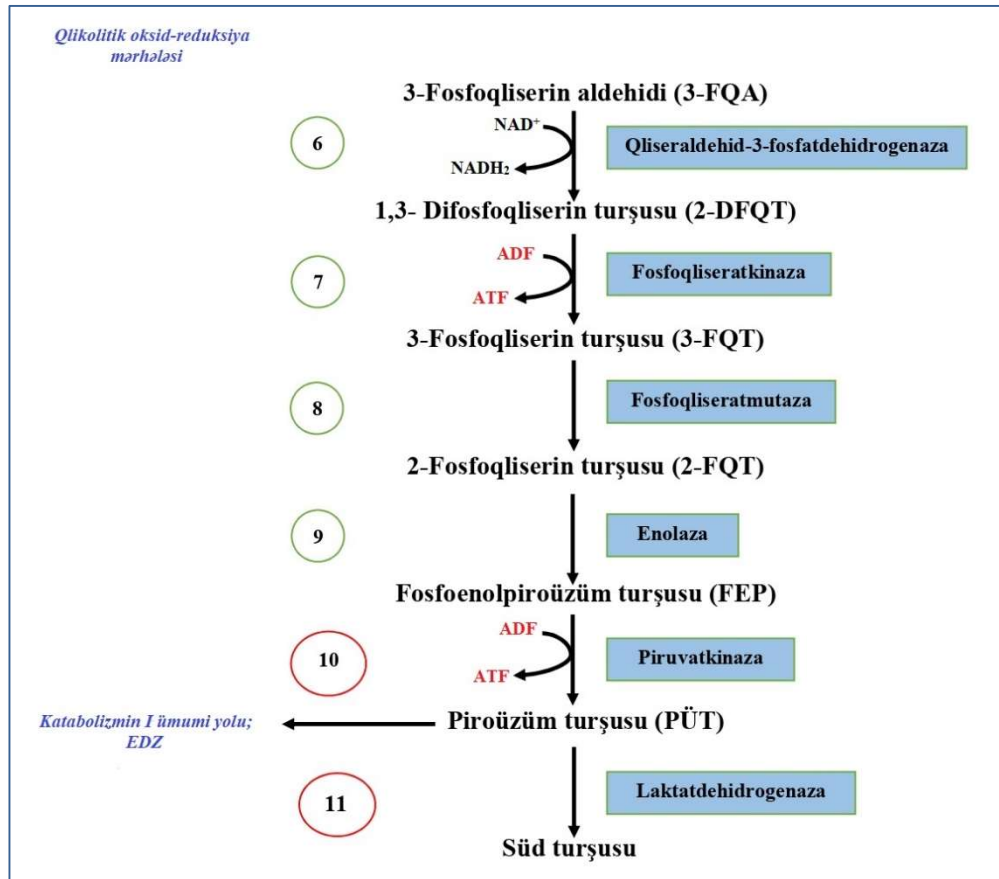 Qlikolitik oksid-reduksiya
mərhələsi
3-Fosfoqliserin aldehidi (3-FQA)
6
NAD⁺
NADH₂
Qliseraldehid-3-fosfatdehidrogenaza
1,3- Difosfoqliserin turşusu (2-DFQT)
7
ADF
ATF
Fosfoqliseratkinaza
3-Fosfoqliserin turşusu (3-FQT)
8
Fosfoqliseratmutaza
2-Fosfoqliserin turşusu (2-FQT)
9
Enolaza
Fosfoenolpiroüzüm turşusu (FEP)
10
ADF
ATF
Piruvatkinaza
Katabolizmin I ümumi yolu;
EDZ
Piroüzüm turşusu (PÜT)
11
Laktatdehidrogenaza
Süd turşusu